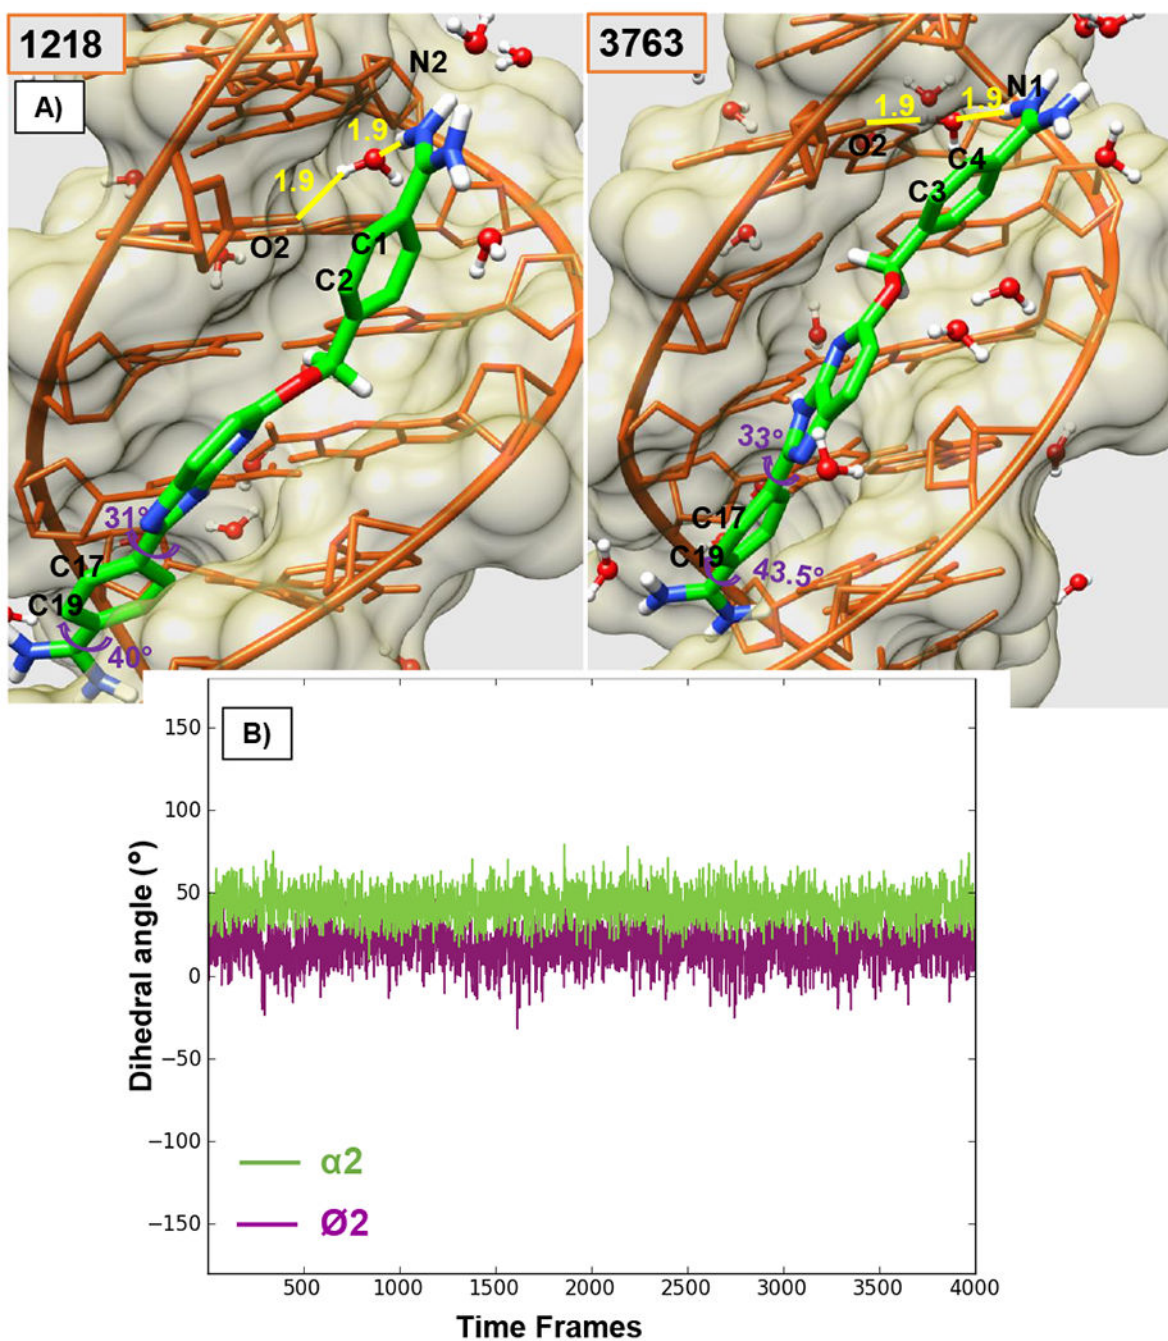 1218
A)
N2
1.9
1.9
O2
C1
C2
31°
C17
C19
40°
3763
N1
1.9
1.9
O2
C4
C3
33°
C17
C19
43.5°
B)
150
100
50
0
−50
−100
−150
Dihedral angle (°)
α2
Ø2
500
1000
1500
2000
2500
3000
3500
4000
Time Frames